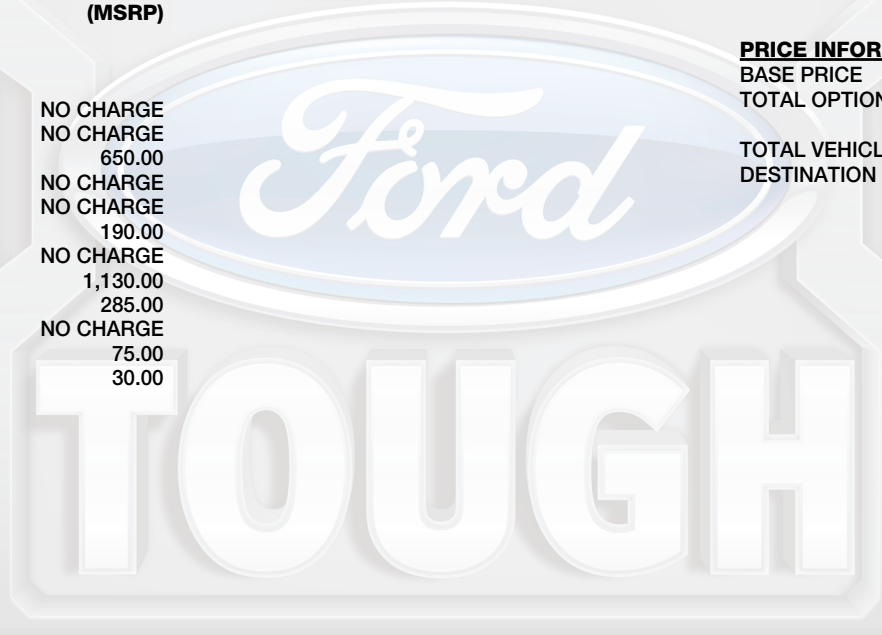 (MSRP)
NO CHARGE
NO CHARGE
650.00
NO CHARGE
NO CHARGE
190.00
NO CHARGE
1,130.00
285.00
NO CHARGE
75.00
30.00
PRICE INFOR
BASE PRICE
TOTAL OPTION
TOTAL VEHICL
DESTINATION
Ford
TOUGH